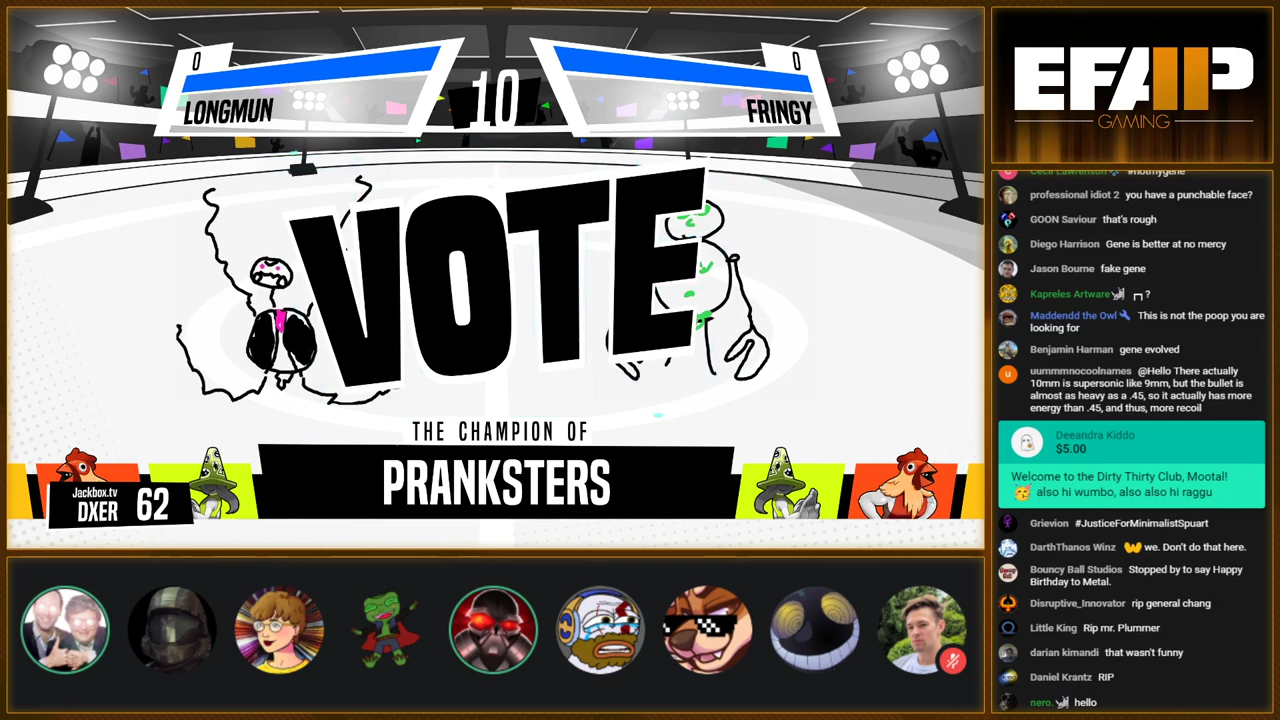 0
LONGMUN
10
0
FRINGY
VOTE
THE CHAMPION OF
PRANKSTERS
Jackbox.tv
DXER
62
EFAP
GAMING
Cecil Lawrenson #notmygene
professional idiot 2 you have a punchable face?
GOON Saviour that's rough
Diego Harrison Gene is better at no mercy
Jason Bourne fake gene
Kapreles Artware ┌┐?
Maddendd the Owl This is not the poop you are
looking for
Benjamin Harman gene evolved
u uummmnocoolnames @Hello There actually
10mm is supersonic like 9mm, but the bullet is
almost as heavy as a .45, so it actually has more
energy than .45, and thus, more recoil
Deeandra Kiddo
$5.00
Welcome to the Dirty Thirty Club, Mootal!
also hi wumbo, also also hi raggu
Grievion #JusticeForMinimalistSpuart
DarthThanos Winz we. Don't do that here.
Bouncy Ball Studios Stopped by to say Happy
Birthday to Metal.
Disruptive_Innovator rip general chang
Little King Rip mr. Plummer
darian kimandi that wasn't funny
Daniel Krantz RIP
nero. hello